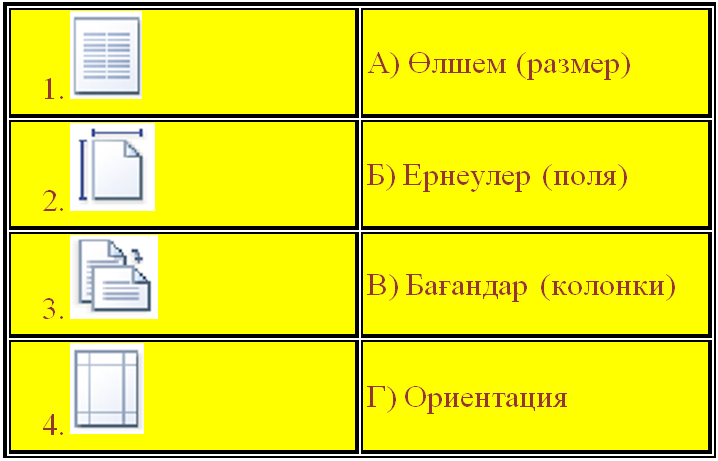 1.
А) Өлшем (размер)
2.
Б) Ернеулер (поля)
3.
В) Бағандар (колонки)
4.
Г) Ориентация